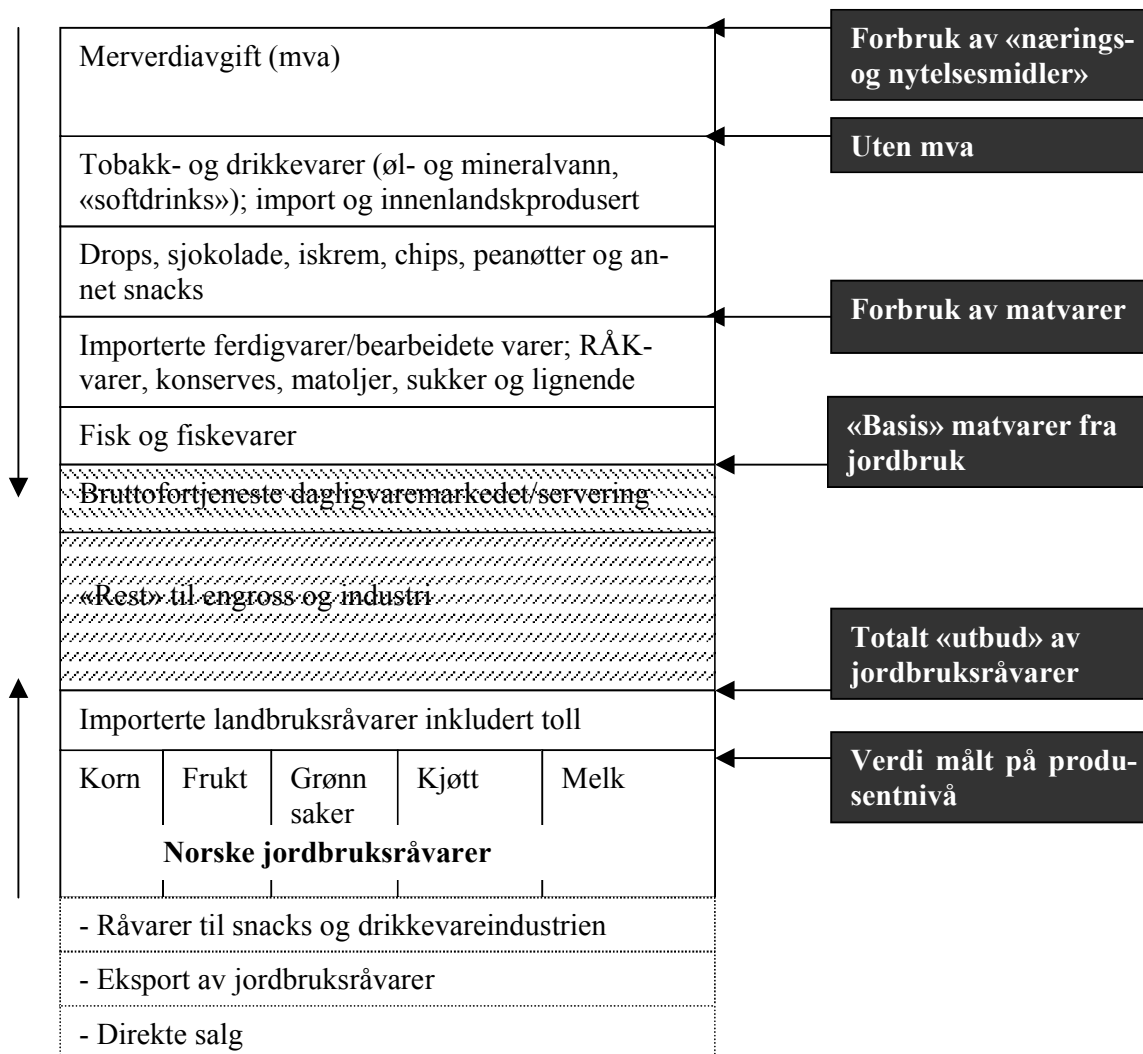 Merverdiavgift (mva)
Forbruk av «nærings-
og nytelsesmidler»
Uten mva
Tobakk- og drikkevarer (øl- og mineralvann,
«softdrinks»); import og innenlandskprodusert
Drops, sjokolade, iskrem, chips, peanøtter og an-
net snacks
Forbruk av matvarer
Importerte ferdigvarer/bearbeidete varer; RÅK-
varer, konserves, matoljer, sukker og lignende
Fisk og fiskevarer
«Basis» matvarer fra
jordbruk
Bruttofortjeneste dagligvaremarkedet/servering
«Rest» til engross og industri
Totalt «utbud» av
jordbruksråvarer
Importerte landbruksråvarer inkludert toll
Verdi målt på produ-
sentnivå
Korn
Frukt
Grønn
saker
Kjøtt
Melk
Norske jordbruksråvarer
- Råvarer til snacks og drikkevareindustrien
- Eksport av jordbruksråvarer
- Direkte salg